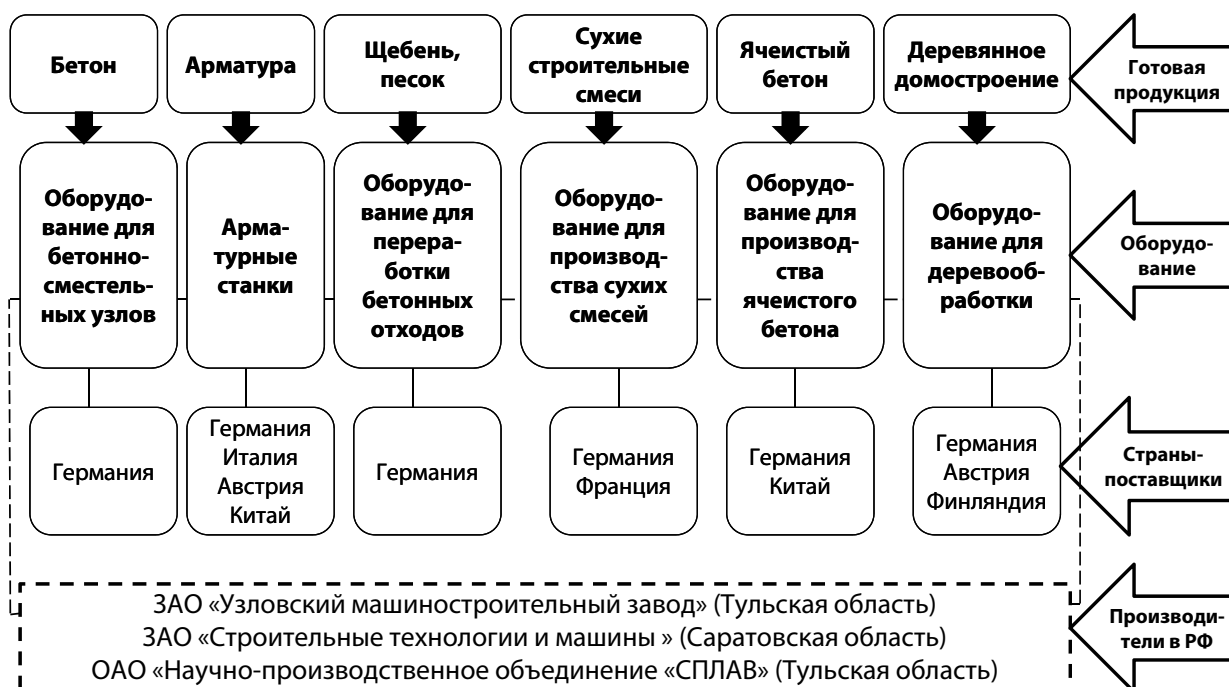 Бетон
Арматура
Щебень,
песок
Сухие
строительные
смеси
Ячеистый
бетон
Деревянное
домостроение
Готовая
продукция
Оборудо-
вание для
бетонно-
сместель-
ных узлов
Арма-
турные
станки
Оборудо-
вание для
перера-
ботки
бетонных
отходов
Оборудо-
вание для
производ-
ства сухих
смесей
Оборудо-
вание для
производ-
ства
ячеистого
бетона
Оборудо-
вание для
деревооб-
работки
Оборудо-
вание
Германия
Германия
Италия
Австрия
Китай
Германия
Германия
Франция
Германия
Китай
Германия
Австрия
Финляндия
Страны-
поставщики
ЗАО «Узловский машиностроительный завод» (Тульская область)
ЗАО «Строительные технологии и машины » (Саратовская область)
ОАО «Научно-производственное объединение «СПЛАВ» (Тульская область)
Производи-
тели в РФ